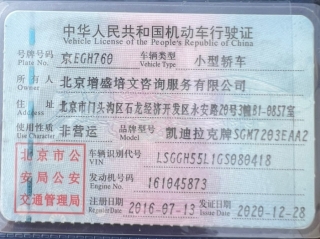 中华人民共和国机动车行驶证
Vehicle License of the People's Republic of China
号牌号码 京EGH760 车辆类型 小型轿车
Plate No. Vehicle Type
所有人 北京增盛培文咨询服务有限公司
Owner
住址 北京市门头沟区石龙经济开发区永安路20号3幢B1-0857室
Address
使用性质 非营运 品牌型号 凯迪拉克牌SGM7203EAA2
Use Character Model
北京市公 车辆识别代号 LSGGH55L1GS080418
VIN
安局公安 发动机号码 161045873
Engine No.
交通管理局 注册日期 2016-07-13 发证日期 2020-12-28
Register Date Issue Date